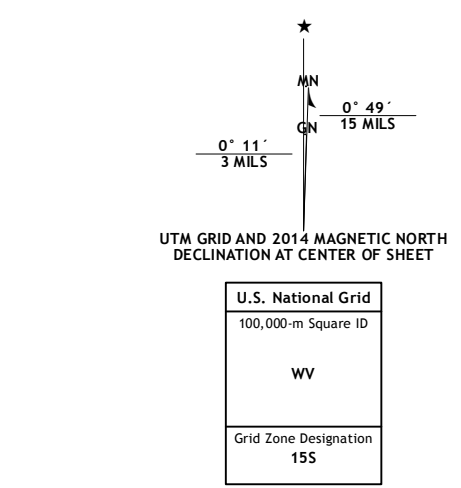 ★
MN
0° 49´
15 MILS
GN
0° 11´
3 MILS
UTM GRID AND 2014 MAGNETIC NORTH
DECLINATION AT CENTER OF SHEET
U.S. National Grid
100,000-m Square ID
WV
Grid Zone Designation
15S